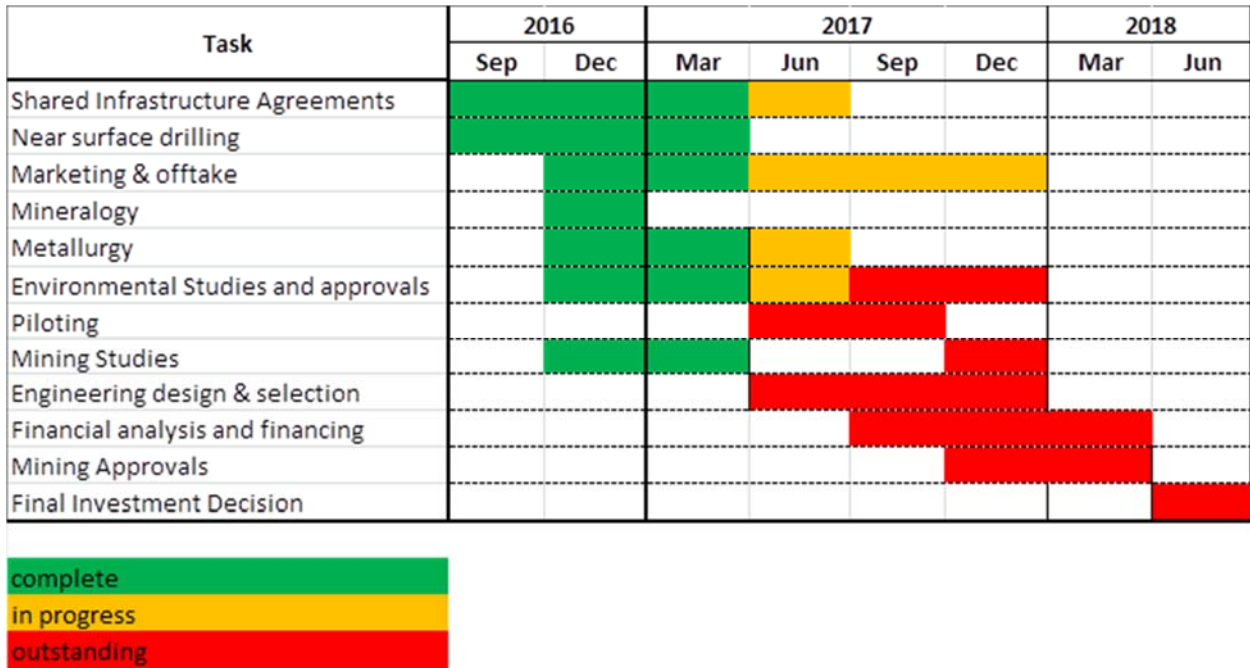 Task 2016 2017 2018
Sep Dec Mar Jun Sep Dec Mar Jun
Shared Infrastructure Agreements
Near surface drilling
Marketing & offtake
Mineralogy
Metallurgy
Environmental Studies and approvals
Piloting
Mining Studies
Engineering design & selection
Financial analysis and financing
Mining Approvals
Final Investment Decision
complete
in progress
outstanding